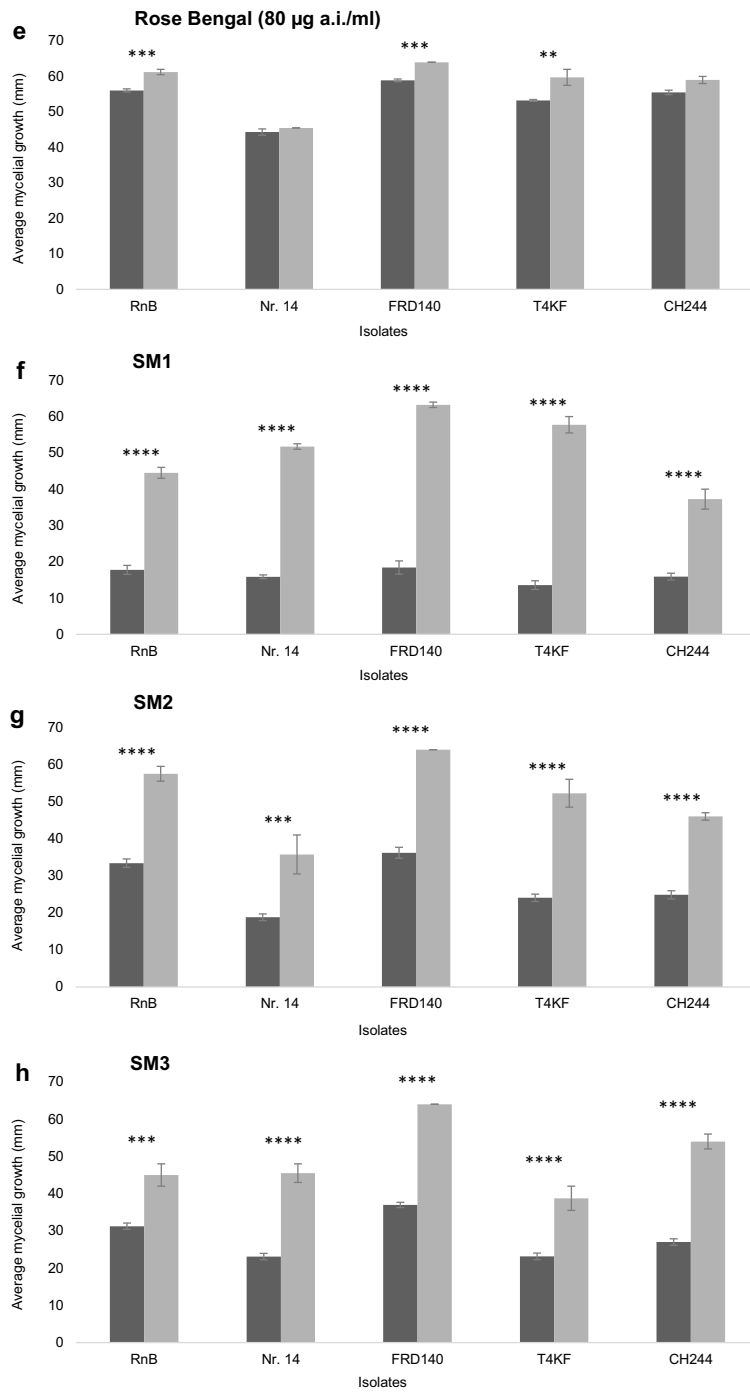 e
Rose Bengal (80 µg a.i./ml)
Average mycelial growth (mm)
70
60
50
40
30
20
10
0
*** *** **
RnB Nr. 14 FRD140 T4KF CH244
Isolates
f
SM1
Average mycelial growth (mm)
70
60
50
40
30
20
10
0
**** **** **** **** ****
RnB Nr. 14 FRD140 T4KF CH244
Isolates
g
SM2
Average mycelial growth (mm)
70
60
50
40
30
20
10
0
**** *** **** **** ****
RnB Nr. 14 FRD140 T4KF CH244
Isolates
h
SM3
Average mycelial growth (mm)
70
60
50
40
30
20
10
0
*** **** **** **** ****
RnB Nr. 14 FRD140 T4KF CH244
Isolates